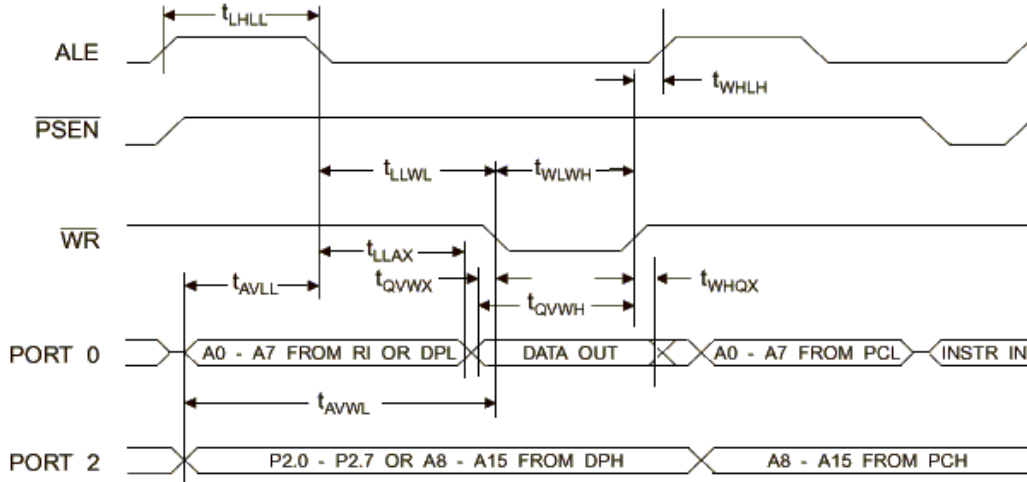 tLHLL
ALE
tWHLH
PSEN
tLLWL
tWLWH
WR
tLLAX
tQVWX
tWHQX
tAVLL
tQVWH
PORT 0
A0 - A7 FROM RI OR DPL
DATA OUT
A0 - A7 FROM PCL
INSTR IN
tAVWL
PORT 2
P2.0 - P2.7 OR A8 - A15 FROM DPH
A8 - A15 FROM PCH